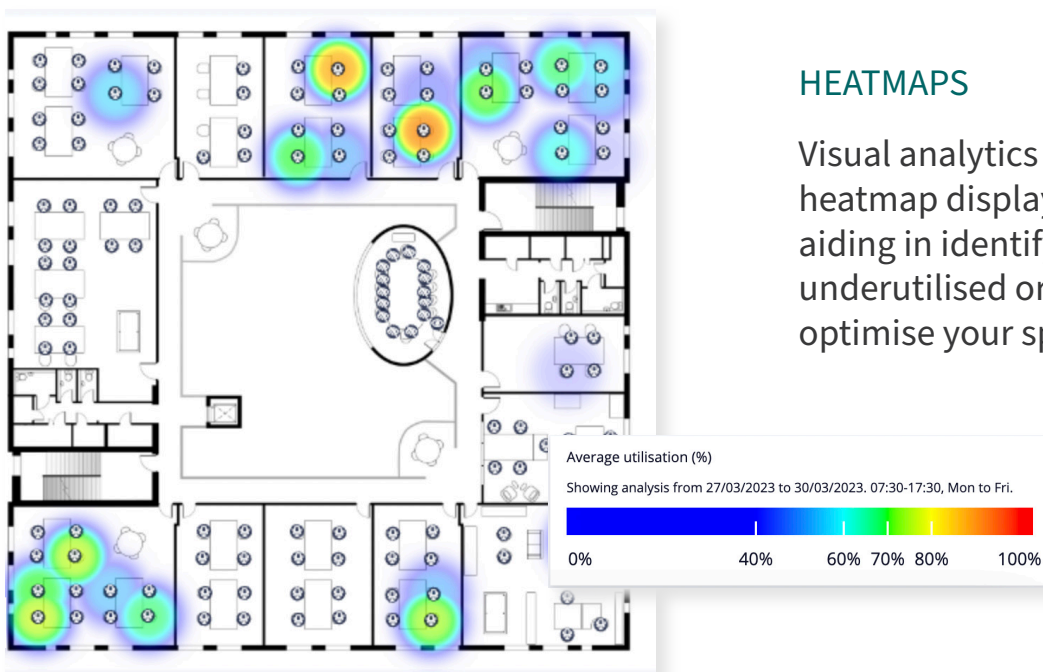 HEATMAPS
Visual analytics
heatmap display
aiding in identif
underutilised or
optimise your sp
Average utilisation (%)
Showing analysis from 27/03/2023 to 30/03/2023. 07:30-17:30, Mon to Fri.
0% 40% 60% 70% 80% 100%